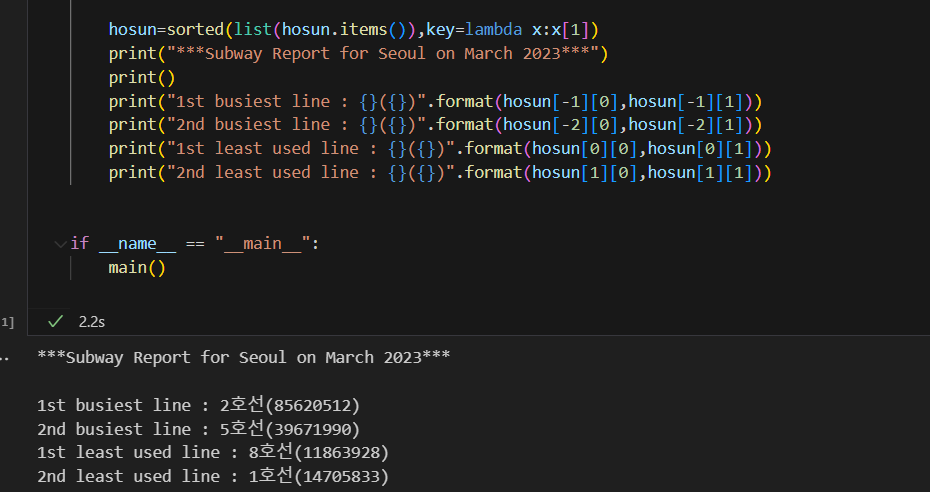 hosun=sorted(list(hosun.items()),key=lambda x:x[1])
print("***Subway Report for Seoul on March 2023***")
print()
print("1st busiest line : {}({})".format(hosun[-1][0],hosun[-1][1]))
print("2nd busiest line : {}({})".format(hosun[-2][0],hosun[-2][1]))
print("1st least used line : {}({})".format(hosun[0][0],hosun[0][1]))
print("2nd least used line : {}({})".format(hosun[1][0],hosun[1][1]))
if __name__ == "__main__":
main()
1]
2.2s
***Subway Report for Seoul on March 2023***
1st busiest line : 2호선(85620512)
2nd busiest line : 5호선(39671990)
1st least used line : 8호선(11863928)
2nd least used line : 1호선(14705833)